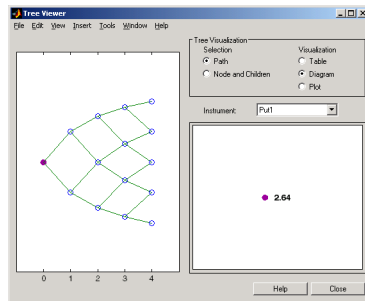 Tree Viewer
File Edit View Insert Tools Window Help
Tree Visualization
Selection
Path
Node and Children
Visualization
Table
Diagram
Plot
Instrument: Put1
2.64
0 1 2 3 4
Help Close